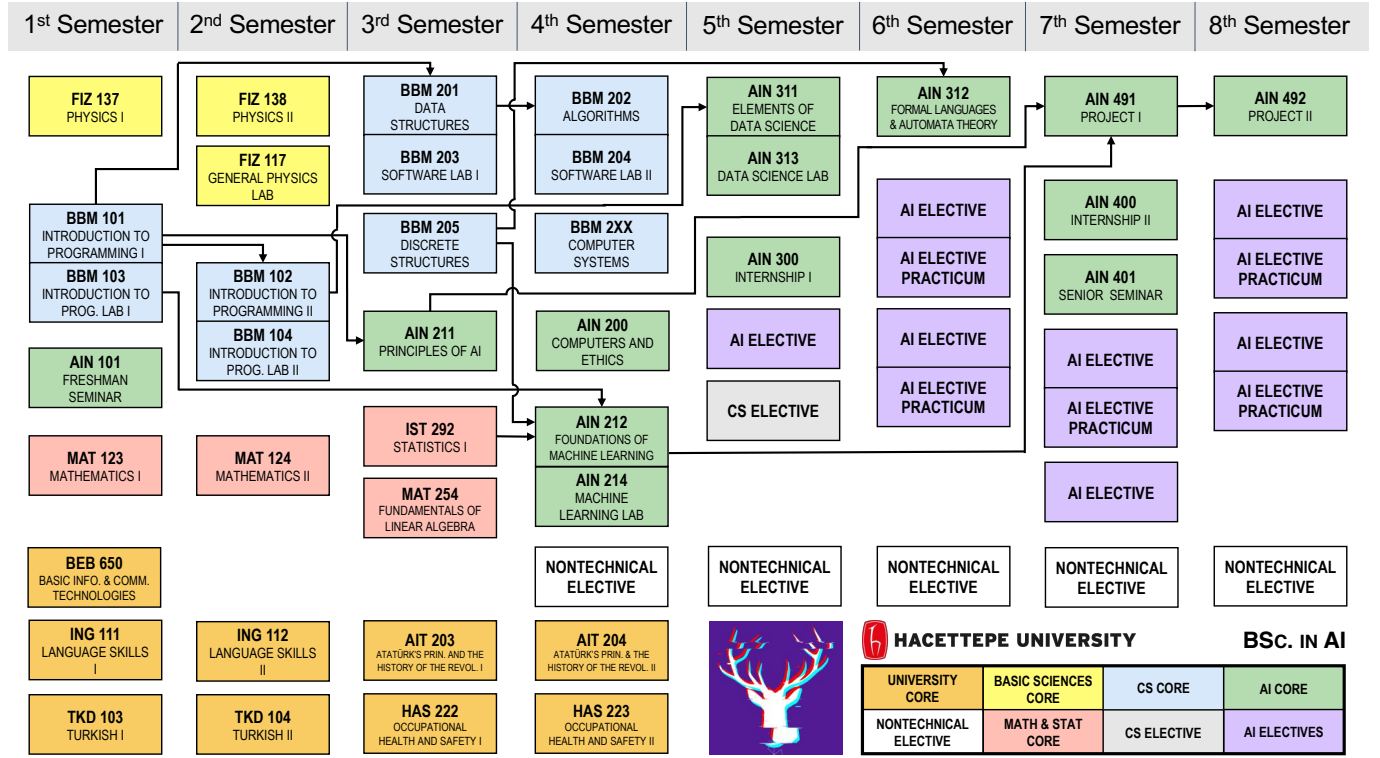 1st Semester
2nd Semester
3rd Semester
4th Semester
5th Semester
6th Semester
7th Semester
8th Semester
FIZ 137
PHYSICS I
BBM 101
INTRODUCTION TO
PROGRAMMING I
BBM 103
INTRODUCTION TO
PROG. LAB I
AIN 101
FRESHMAN
SEMINAR
MAT 123
MATHEMATICS I
BEB 650
BASIC INFO. & COMM.
TECHNOLOGIES
ING 111
LANGUAGE SKILLS
I
TKD 103
TURKISH I
FIZ 138
PHYSICS II
FIZ 117
GENERAL PHYSICS
LAB
BBM 102
INTRODUCTION TO
PROGRAMMING II
BBM 104
INTRODUCTION TO
PROG. LAB II
MAT 124
MATHEMATICS II
ING 112
LANGUAGE SKILLS
II
TKD 104
TURKISH II
BBM 201
DATA
STRUCTURES
BBM 203
SOFTWARE LAB I
BBM 205
DISCRETE
STRUCTURES
AIN 211
PRINCIPLES OF AI
IST 292
STATISTICS I
MAT 254
FUNDAMENTALS OF
LINEAR ALGEBRA
AIT 203
ATATÜRK'S PRIN. AND THE
HISTORY OF THE REVOL. I
HAS 222
OCCUPATIONAL
HEALTH AND SAFETY I
BBM 202
ALGORITHMS
BBM 204
SOFTWARE LAB II
BBM 2XX
COMPUTER
SYSTEMS
AIN 200
COMPUTERS AND
ETHICS
AIN 212
FOUNDATIONS OF
MACHINE LEARNING
AIN 214
MACHINE
LEARNING LAB
NONTECHNICAL
ELECTIVE
AIT 204
ATATÜRK'S PRIN. & THE
HISTORY OF THE REVOL. II
HAS 223
OCCUPATIONAL
HEALTH AND SAFETY II
AIN 311
ELEMENTS OF
DATA SCIENCE
AIN 313
DATA SCIENCE LAB
AIN 300
INTERNSHIP I
AI ELECTIVE
CS ELECTIVE
NONTECHNICAL
ELECTIVE
AIN 312
FORMAL LANGUAGES
& AUTOMATA THEORY
AI ELECTIVE
AI ELECTIVE
PRACTICUM
AI ELECTIVE
AI ELECTIVE
PRACTICUM
NONTECHNICAL
ELECTIVE
AIN 491
PROJECT I
AIN 400
INTERNSHIP II
AIN 401
SENIOR SEMINAR
AI ELECTIVE
AI ELECTIVE
PRACTICUM
AI ELECTIVE
NONTECHNICAL
ELECTIVE
AIN 492
PROJECT II
AI ELECTIVE
AI ELECTIVE
PRACTICUM
AI ELECTIVE
AI ELECTIVE
PRACTICUM
NONTECHNICAL
ELECTIVE
HACETTEPE UNIVERSITY
BSC. IN AI
UNIVERSITY
CORE
BASIC SCIENCES
CORE
CS CORE
AI CORE
NONTECHNICAL
ELECTIVE
MATH & STAT
CORE
CS ELECTIVE
AI ELECTIVES